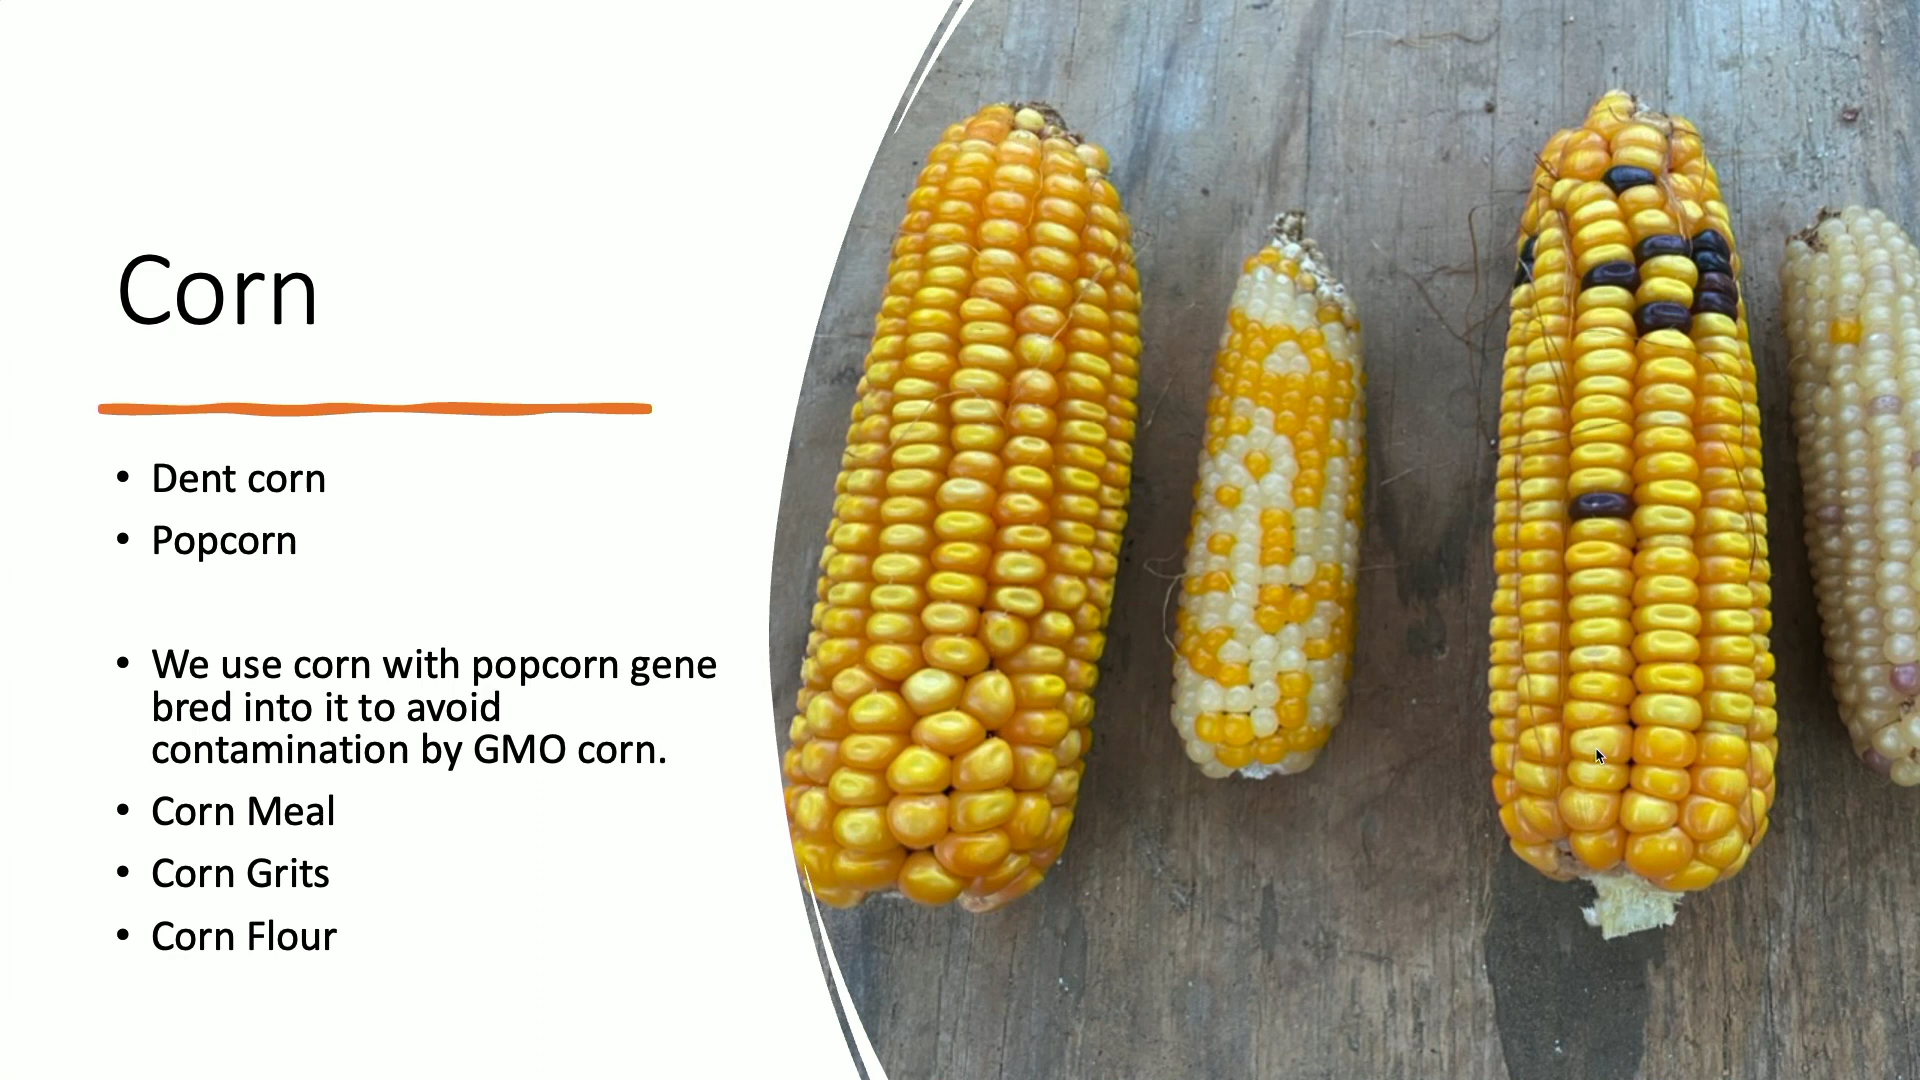 Corn
• Dent corn
• Popcorn
• We use corn with popcorn gene
bred into it to avoid
contamination by GMO corn.
• Corn Meal
• Corn Grits
• Corn Flour